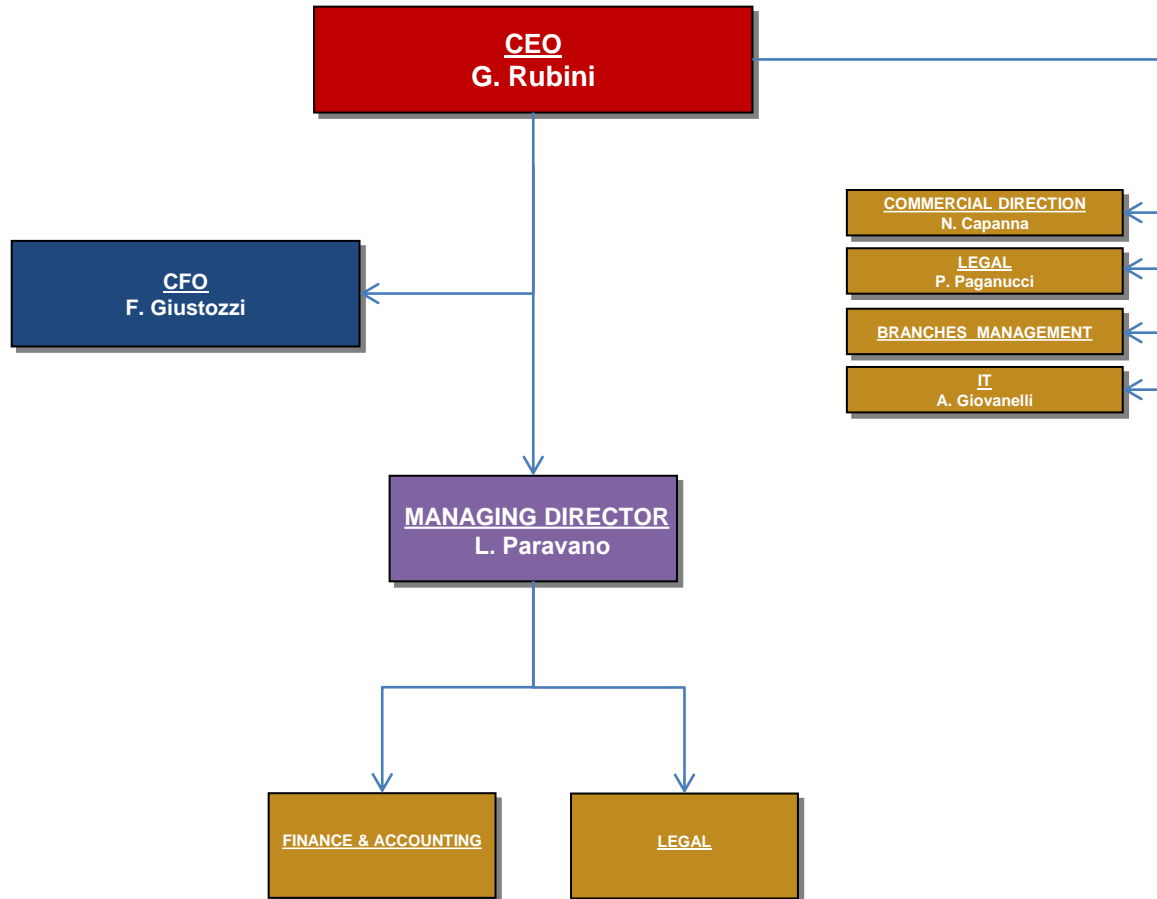 CEO
G. Rubini
COMMERCIAL DIRECTION
N. Capanna
LEGAL
P. Paganucci
BRANCHES MANAGEMENT
IT
A. Giovanelli
CFO
F. Giustozzi
MANAGING DIRECTOR
L. Paravano
FINANCE & ACCOUNTING
LEGAL